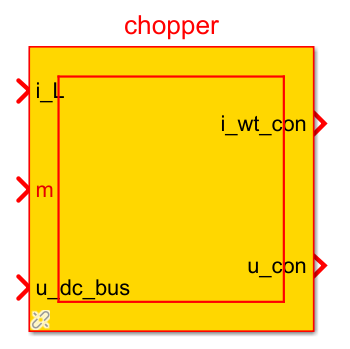 chopper
i_L
i_wt_con
m
u_con
u_dc_bus